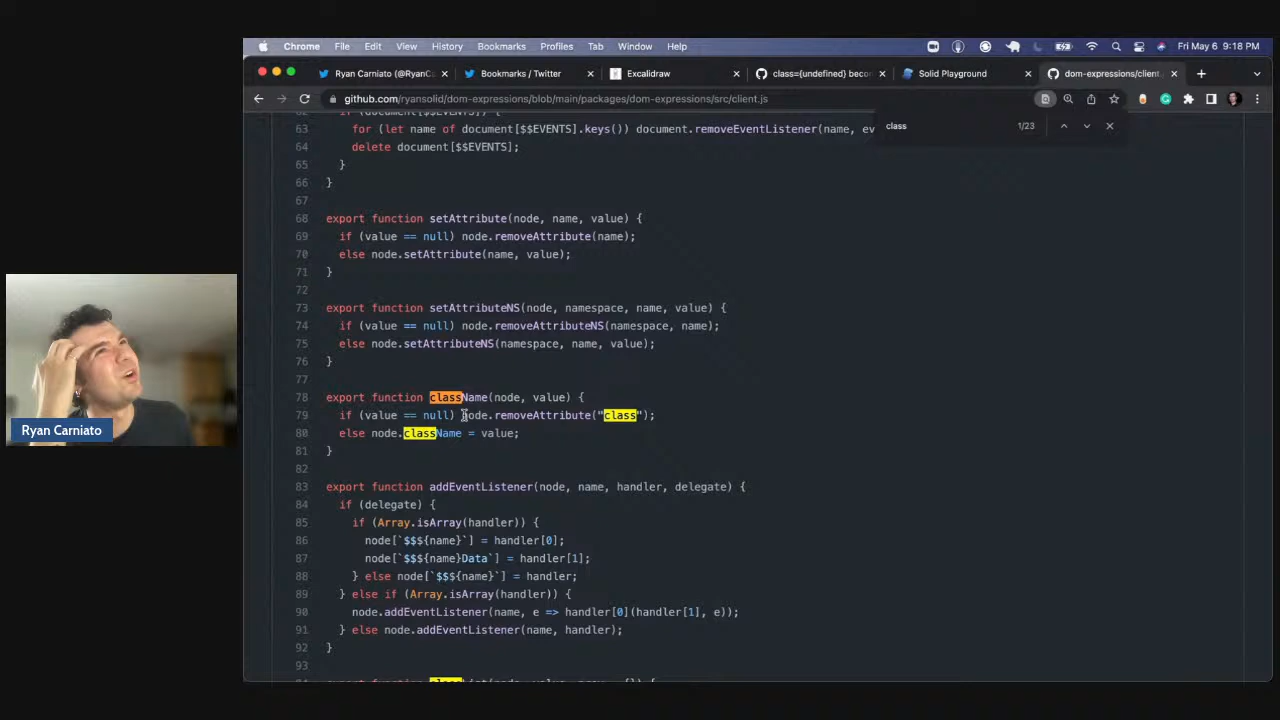 Chrome File Edit View History Bookmarks Profiles Tab Window Help Fri May 6 9:18 PM
Ryan Carniato (@RyanCa Bookmarks / Twitter Excalidraw class={undefined} becom Solid Playground dom-expressions/client.
github.com/ryansolid/dom-expressions/blob/main/packages/dom-expressions/src/client.js
class 1/23
63 for (let name of document[$$EVENTS].keys()) document.removeEventListener(name, ev
64 delete document[$$EVENTS];
65 }
66 }
67
68 export function setAttribute(node, name, value) {
69 if (value == null) node.removeAttribute(name);
70 else node.setAttribute(name, value);
71 }
72
73 export function setAttributeNS(node, namespace, name, value) {
74 if (value == null) node.removeAttributeNS(namespace, name);
75 else node.setAttributeNS(namespace, name, value);
76 }
77
78 export function className(node, value) {
79 if (value == null) node.removeAttribute("class");
80 else node.className = value;
81 }
82
83 export function addEventListener(node, name, handler, delegate) {
84 if (delegate) {
85 if (Array.isArray(handler)) {
86 node[`$$${name}`] = handler[0];
87 node[`$$${name}Data`] = handler[1];
88 } else node[`$$${name}`] = handler;
89 } else if (Array.isArray(handler)) {
90 node.addEventListener(name, e => handler[0](handler[1], e));
91 } else node.addEventListener(name, handler);
92 }
93
Ryan Carniato